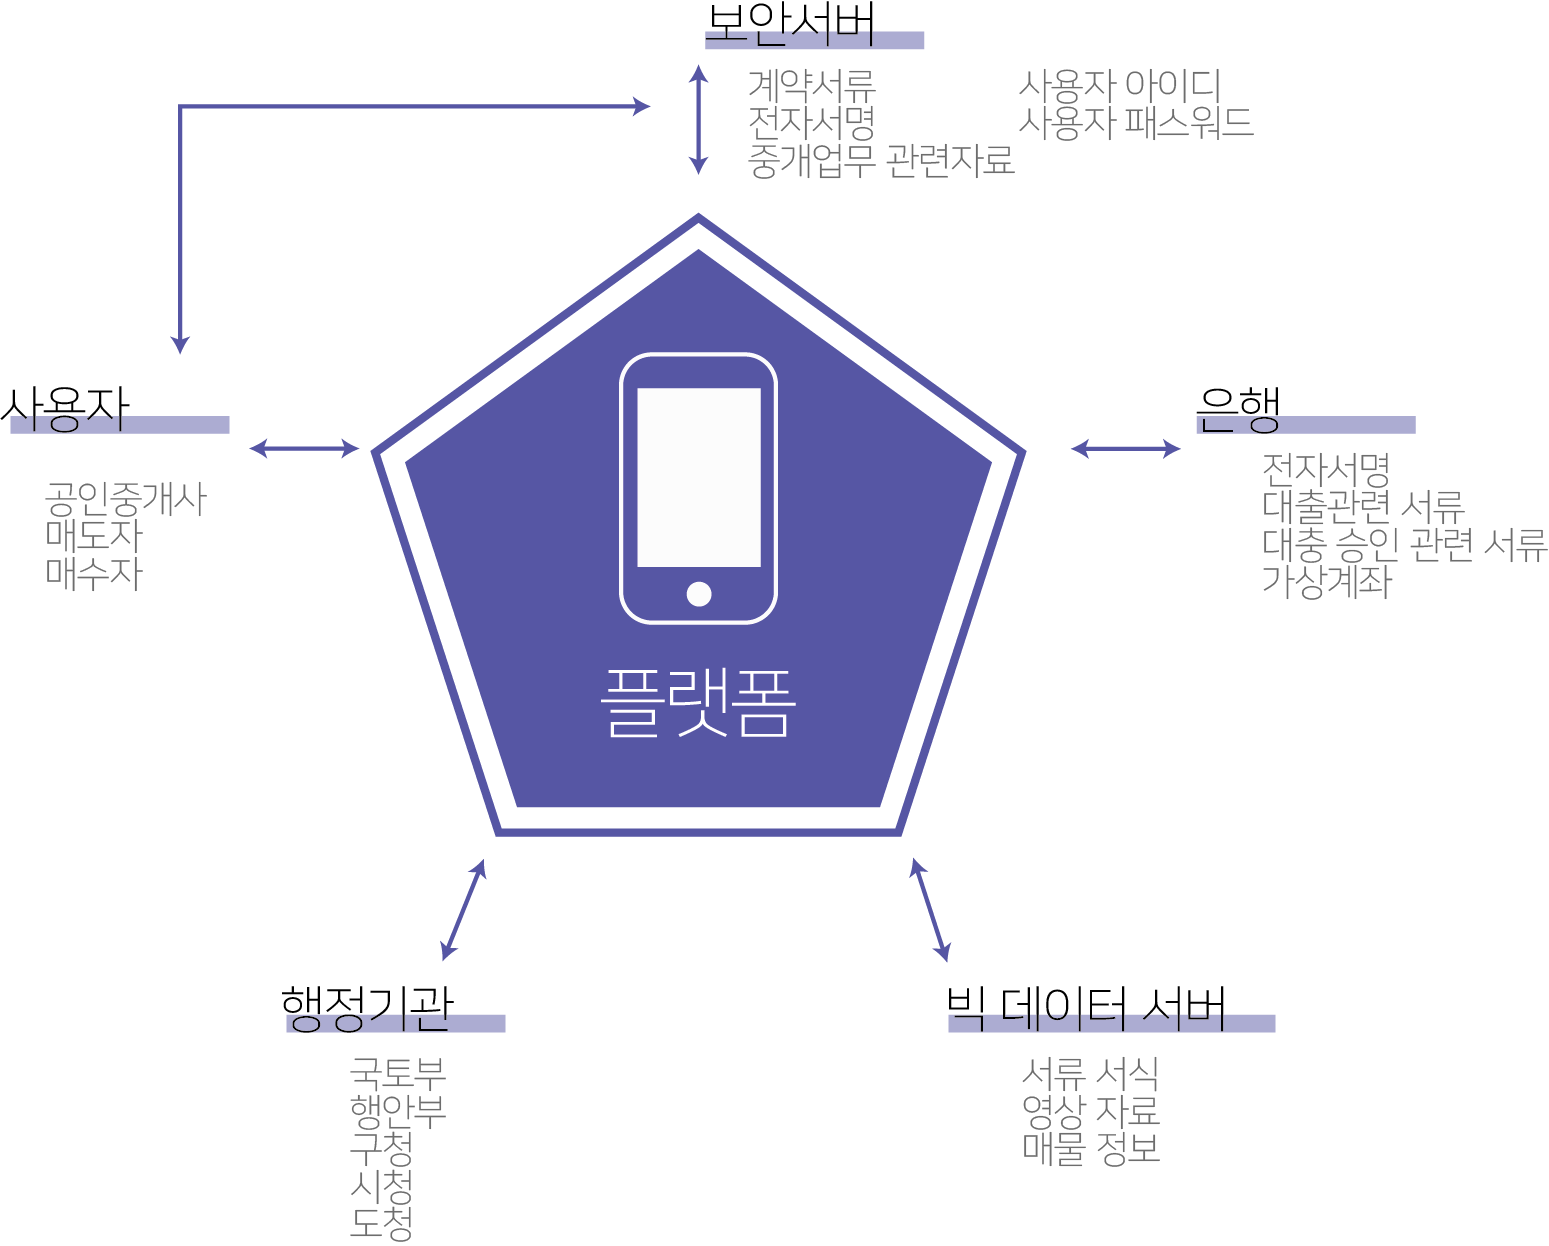 보안서버
계약서류
전자서명
중개업무 관련자료
사용자 아이디
사용자 패스워드
사용자
공인중개사
매도자
매수자
은행
전자서명
대출관련 서류
대충 승인 관련 서류
가상계좌
플랫폼
행정기관
국토부
행안부
구청
시청
도청
빅 데이터 서버
서류 서식
영상 자료
매물 정보